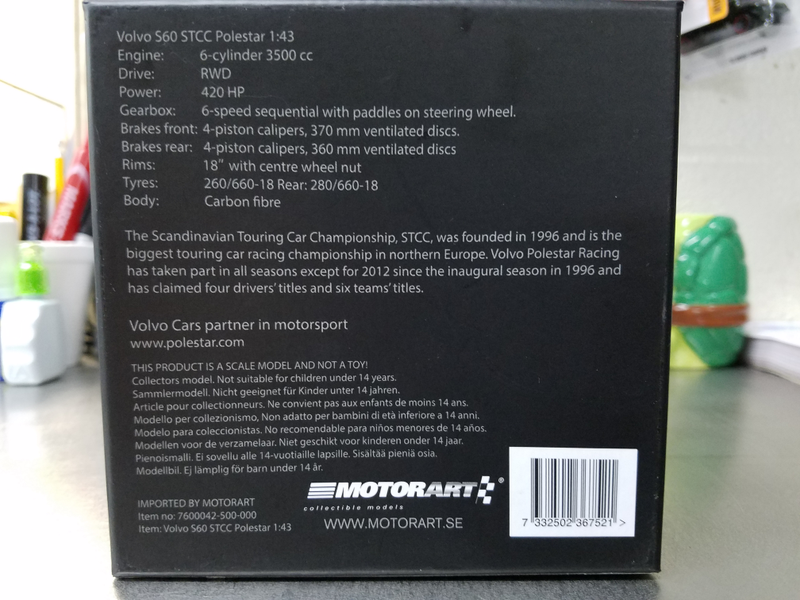 Volvo S60 STCC Polestar 1:43
Engine: 6-cylinder 3500 cc
Drive: RWD
Power: 420 HP
Gearbox: 6-speed sequential with paddles on steering wheel.
Brakes front: 4-piston calipers, 370 mm ventilated discs.
Brakes rear: 4-piston calipers, 360 mm ventilated discs
Rims: 18" with centre wheel nut
Tyres: 260/660-18 Rear: 280/660-18
Body: Carbon fibre
The Scandinavian Touring Car Championship, STCC, was founded in 1996 and is the
biggest touring car racing championship in northern Europe. Volvo Polestar Racing
has taken part in all seasons except for 2012 since the inaugural season in 1996 and
has claimed four drivers' titles and six teams' titles.
Volvo Cars partner in motorsport
www.polestar.com
THIS PRODUCT IS A SCALE MODEL AND NOT A TOY!
Collectors model. Not suitable for children under 14 years.
Sammlermodell. Nicht geeignet für Kinder unter 14 jahren.
Article pour collectionneurs. Ne convient pas aux enfants de moins 14 ans.
Modello per collezionismo, Non adatto per bambini di età inferiore a 14 anni.
Modelo para coleccionistas. No recomendable para niños menores de 14 años.
Modellen voor de verzamelaar. Niet geschikt voor kinderen onder 14 jaar.
Pienoismalli. Ei sovellu alle 14-vuotiaille lapsille. Sisältää pieniä osia.
Modellbil. Ej lämplig för barn under 14 år.
MOTORART®
collectible models
WWW.MOTORART.SE
IMPORTED BY MOTORART
Item no: 7600042-500-000
Item: Volvo S60 STCC Polestar 1:43
7 332502 367521 >